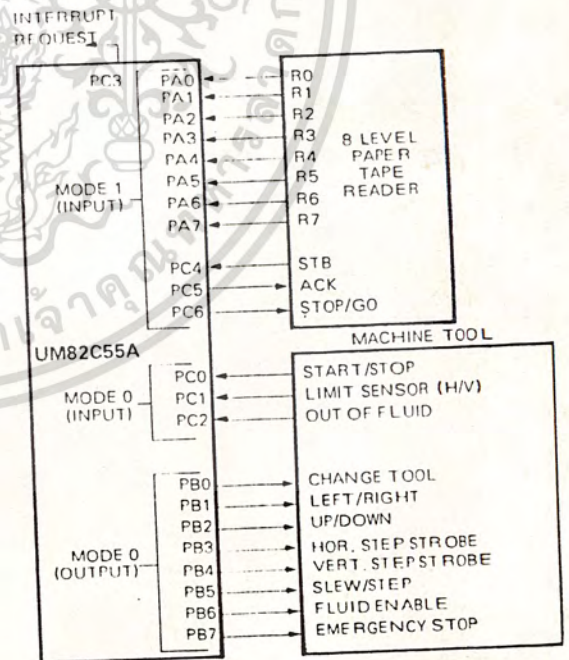 INTERRUPT
REQUEST
PC3
PA0
PA1
PA2
PA3
PA4
PA5
PA6
PA7
MODE 1
(INPUT)
PC4
PC5
PC6
R0
R1
R2
R3
R4
R5
R6
R7
8 LEVEL
PAPER
TAPE
READER
STB
ACK
STOP/GO
UM82C55A
MACHINE TOOL
MODE 0
(INPUT)
PC0
PC1
PC2
START/STOP
LIMIT SENSOR (H/V)
OUT OF FLUID
MODE 0
(OUTPUT)
PB0
PB1
PB2
PB3
PB4
PB5
PB6
PB7
CHANGE TOOL
LEFT/RIGHT
UP/DOWN
HOR. STEP STROBE
VERT. STEP STROBE
SLEW/STEP
FLUID ENABLE
EMERGENCY STOP